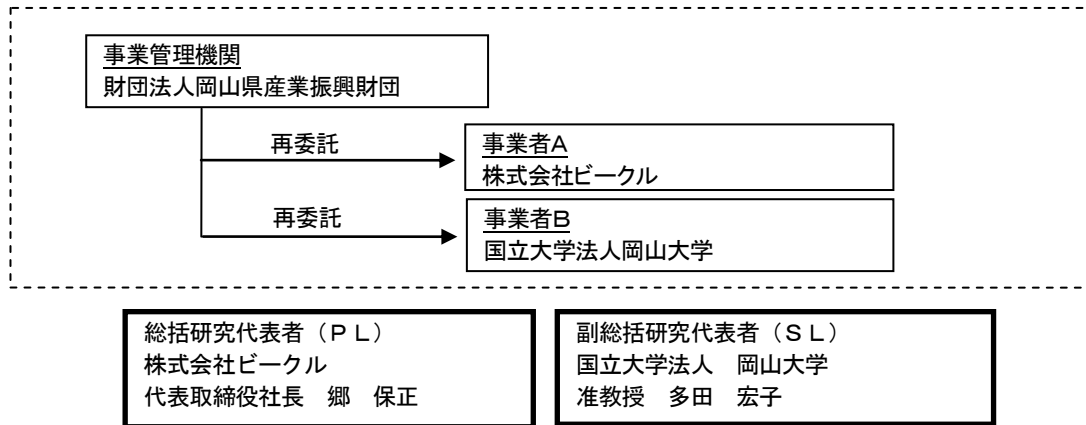 事業管理機関
財団法人岡山県産業振興財団
再委託
事業者A
株式会社ビークル
再委託
事業者B
国立大学法人岡山大学
総括研究代表者（ＰＬ）
株式会社ビークル
代表取締役社長　郷　保正
副総括研究代表者（ＳＬ）
国立大学法人　岡山大学
准教授　多田　宏子